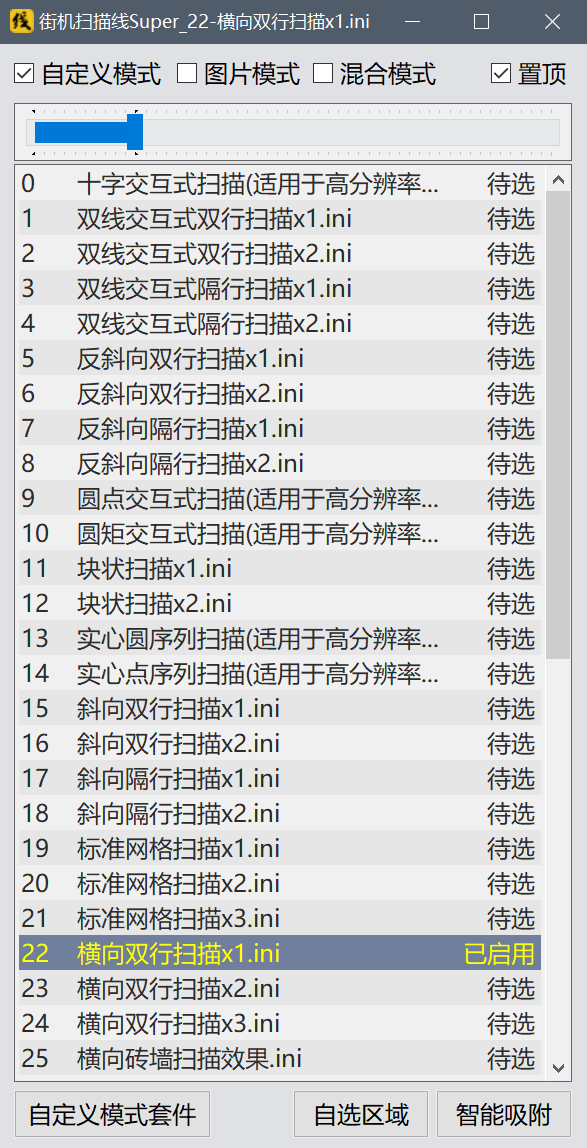 线 街机扫描线Super_22-横向双行扫描x1.ini
自定义模式 图片模式 混合模式 置顶
0 十字交互式扫描(适用于高分辨率... 待选
1 双线交互式双行扫描x1.ini 待选
2 双线交互式双行扫描x2.ini 待选
3 双线交互式隔行扫描x1.ini 待选
4 双线交互式隔行扫描x2.ini 待选
5 反斜向双行扫描x1.ini 待选
6 反斜向双行扫描x2.ini 待选
7 反斜向隔行扫描x1.ini 待选
8 反斜向隔行扫描x2.ini 待选
9 圆点交互式扫描(适用于高分辨率... 待选
10 圆矩交互式扫描(适用于高分辨率... 待选
11 块状扫描x1.ini 待选
12 块状扫描x2.ini 待选
13 实心圆序列扫描(适用于高分辨率... 待选
14 实心点序列扫描(适用于高分辨率... 待选
15 斜向双行扫描x1.ini 待选
16 斜向双行扫描x2.ini 待选
17 斜向隔行扫描x1.ini 待选
18 斜向隔行扫描x2.ini 待选
19 标准网格扫描x1.ini 待选
20 标准网格扫描x2.ini 待选
21 标准网格扫描x3.ini 待选
22 横向双行扫描x1.ini 已启用
23 横向双行扫描x2.ini 待选
24 横向双行扫描x3.ini 待选
25 横向砖墙扫描效果.ini 待选
自定义模式套件 自选区域 智能吸附